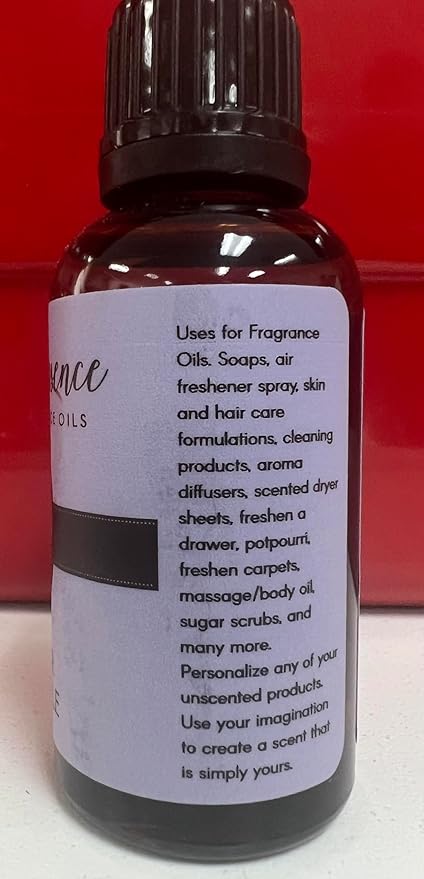 OILS
Uses for Fragrance
Oils. Soaps, air
freshener spray, skin
and hair care
formulations, cleaning
products, aroma
diffusers, scented dryer
sheets, freshen a
drawer, potpourri,
freshen carpets,
massage/body oil,
sugar scrubs, and
many more.
Personalize any of your
unscented products.
Use your imagination
to create a scent that
is simply yours.